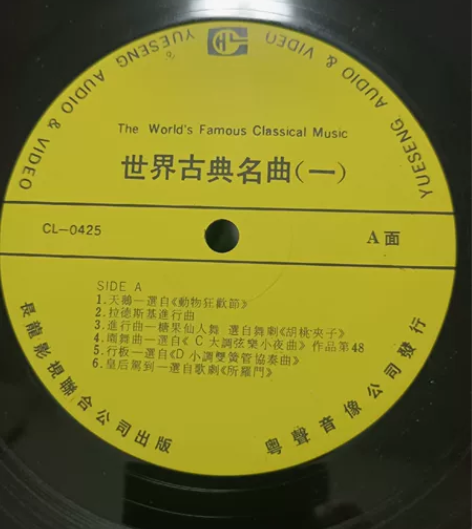 YUESENG AUDIO & VIDEO
YUESENG AUDIO & VIDEO
YUESENG AUDIO & VIDEO
The World's Famous Classical Music
世界古典名曲(一)
CL-0425
A面
SIDE A
1.天鵝—選自《動物狂歡節》
2.拉德斯基進行曲
3.進行曲—糖果仙人舞 選自舞劇《胡桃夾子》
4.圓舞曲—選自《C大調弦樂小夜曲》作品第48
5.行板—選自《D小調雙簧管協奏曲》
6.皇后駕到—選自歌劇《所羅門》
長龍影視聯合公司出版
粵聲音像公司發行